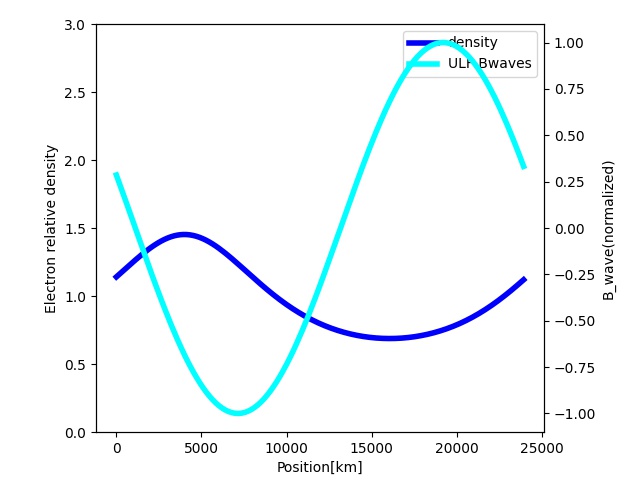 3.0
2.5
2.0
1.5
1.0
0.5
0.0
Electron relative density
density
ULF Bwaves
1.00
0.75
0.50
0.25
0.00
−0.25
−0.50
−0.75
−1.00
B_wave(normalized)
0 5000 10000 15000 20000 25000
Position[km]